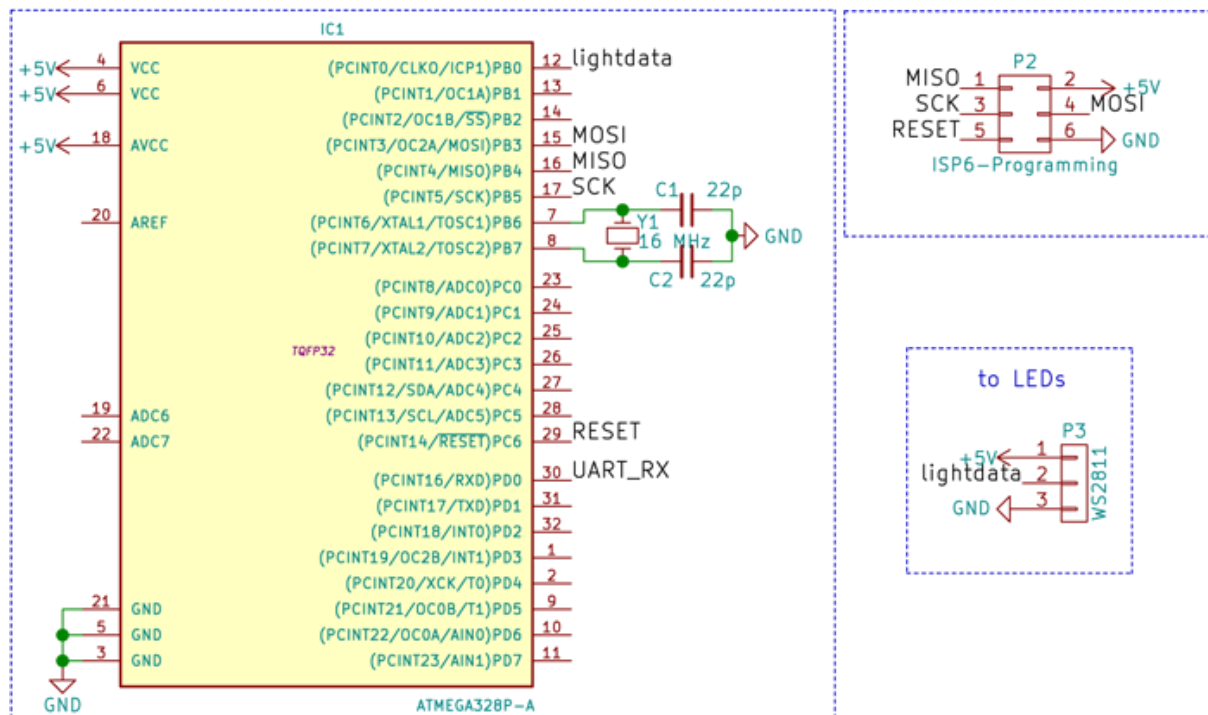 IC1
+5V 4 VCC (PCINT0/CLKO/ICP1)PB0 12 lightdata
+5V 6 VCC (PCINT1/OC1A)PB1 13
(PCINT2/OC1B/SS)PB2 14
+5V 18 AVCC (PCINT3/OC2A/MOSI)PB3 15 MOSI
(PCINT4/MISO)PB4 16 MISO
(PCINT5/SCK)PB5 17 SCK
20 AREF (PCINT6/XTAL1/TOSC1)PB6 7
(PCINT7/XTAL2/TOSC2)PB7 8
C1 22p
Y1
16 MHz
GND
C2 22p
(PCINT8/ADC0)PC0 23
(PCINT9/ADC1)PC1 24
(PCINT10/ADC2)PC2 25
TQFP32
(PCINT11/ADC3)PC3 26
(PCINT12/SDA/ADC4)PC4 27
19 ADC6 (PCINT13/SCL/ADC5)PC5 28
22 ADC7 (PCINT14/RESET)PC6 29 RESET
(PCINT16/RXD)PD0 30 UART_RX
(PCINT17/TXD)PD1 31
(PCINT18/INT0)PD2 32
(PCINT19/OC2B/INT1)PD3 1
(PCINT20/XCK/T0)PD4 2
21 GND (PCINT21/OC0B/T1)PD5 9
5 GND (PCINT22/OC0A/AIN0)PD6 10
3 GND (PCINT23/AIN1)PD7 11
GND
ATMEGA328P-A
P2
MISO 1 2 +5V
SCK 3 4 MOSI
RESET 5 6 GND
ISP6-Programming
to LEDs
P3
+5V 1
lightdata 2
GND 3
WS2811